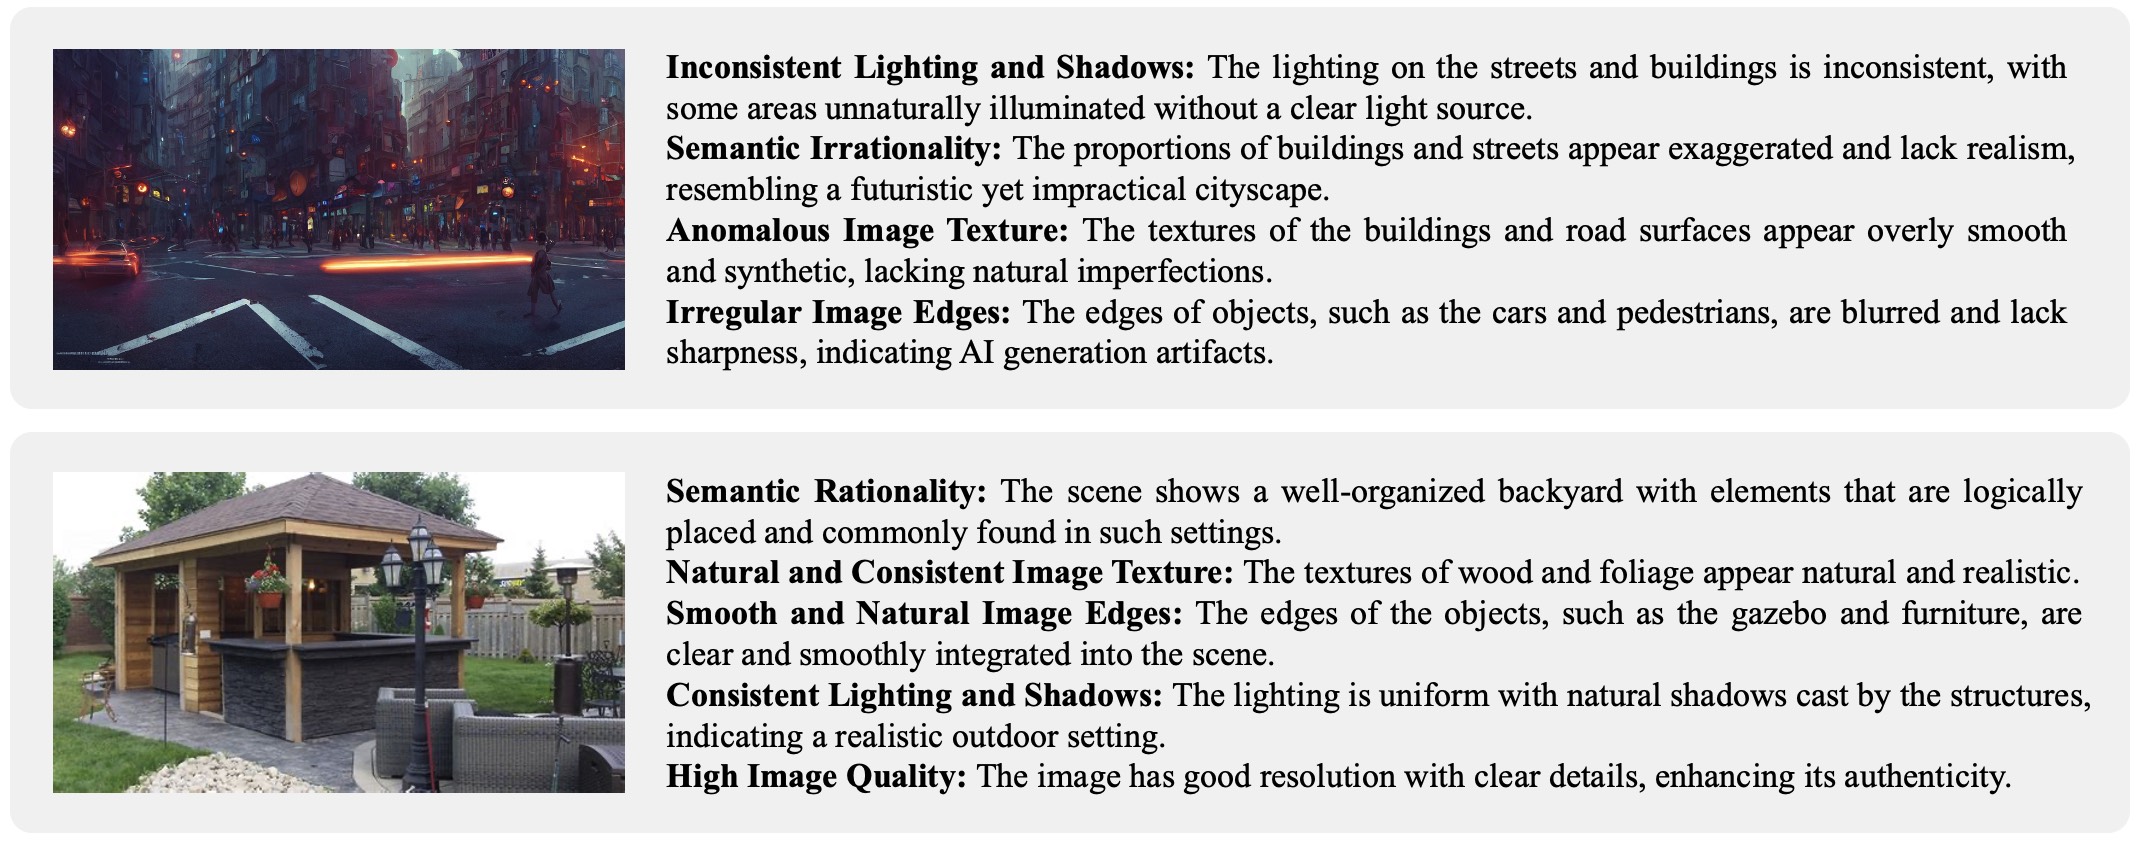 Inconsistent Lighting and Shadows: The lighting on the streets and buildings is inconsistent, with
some areas unnaturally illuminated without a clear light source.
Semantic Irrationality: The proportions of buildings and streets appear exaggerated and lack realism,
resembling a futuristic yet impractical cityscape.
Anomalous Image Texture: The textures of the buildings and road surfaces appear overly smooth
and synthetic, lacking natural imperfections.
Irregular Image Edges: The edges of objects, such as the cars and pedestrians, are blurred and lack
sharpness, indicating AI generation artifacts.
Semantic Rationality: The scene shows a well-organized backyard with elements that are logically
placed and commonly found in such settings.
Natural and Consistent Image Texture: The textures of wood and foliage appear natural and realistic.
Smooth and Natural Image Edges: The edges of the objects, such as the gazebo and furniture, are
clear and smoothly integrated into the scene.
Consistent Lighting and Shadows: The lighting is uniform with natural shadows cast by the structures,
indicating a realistic outdoor setting.
High Image Quality: The image has good resolution with clear details, enhancing its authenticity.